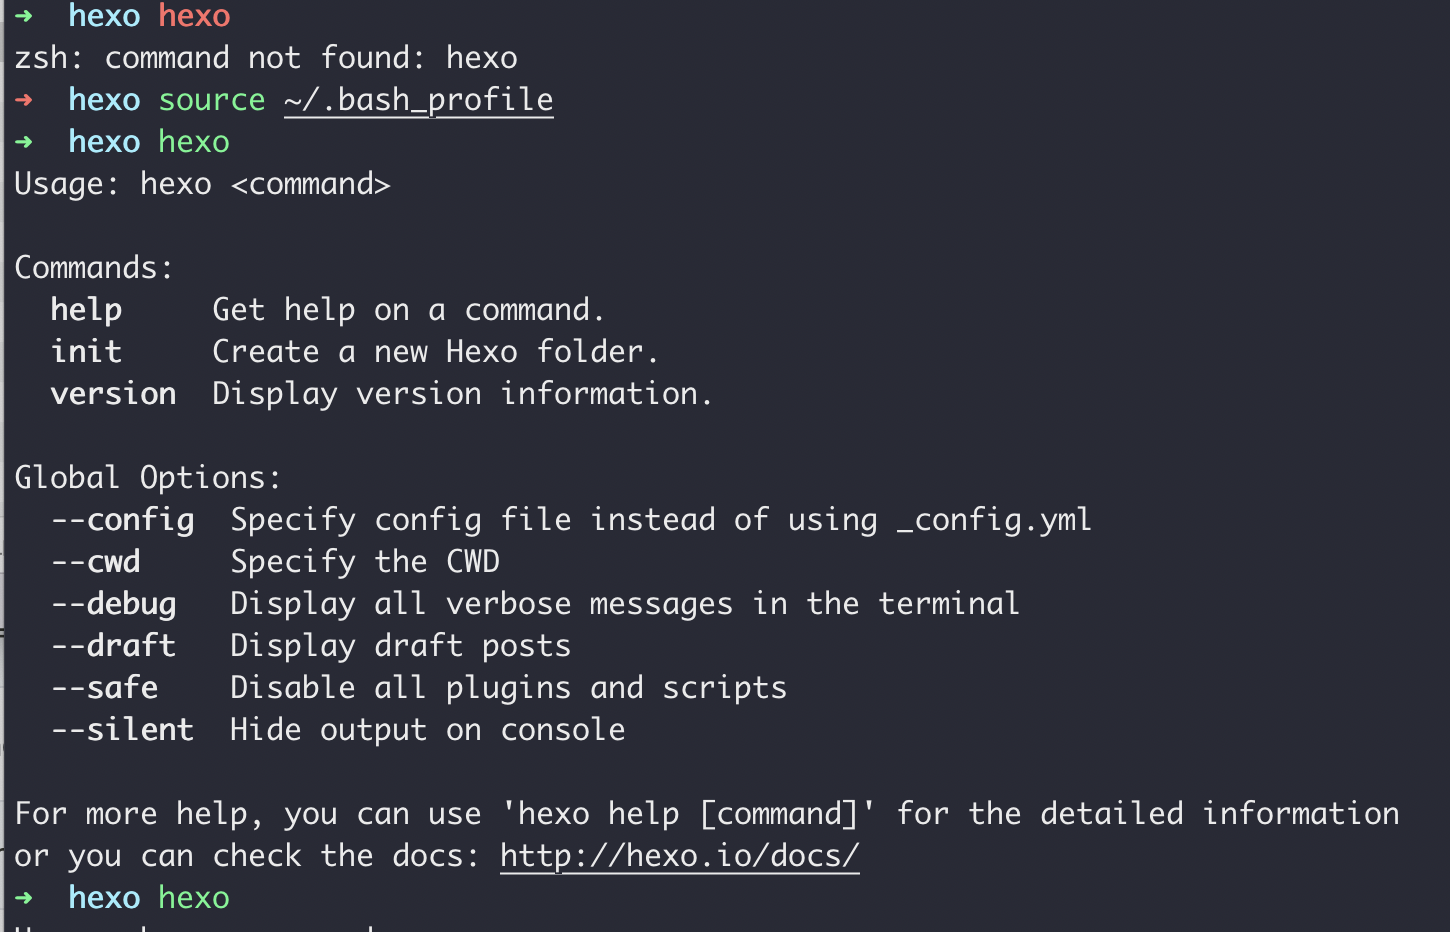 ➜ hexo hexo
zsh: command not found: hexo
➜ hexo source ~/.bash_profile
➜ hexo hexo
Usage: hexo <command>
Commands:
help Get help on a command.
init Create a new Hexo folder.
version Display version information.
Global Options:
--config Specify config file instead of using _config.yml
--cwd Specify the CWD
--debug Display all verbose messages in the terminal
--draft Display draft posts
--safe Disable all plugins and scripts
--silent Hide output on console
For more help, you can use 'hexo help [command]' for the detailed information
or you can check the docs: http://hexo.io/docs/
➜ hexo hexo